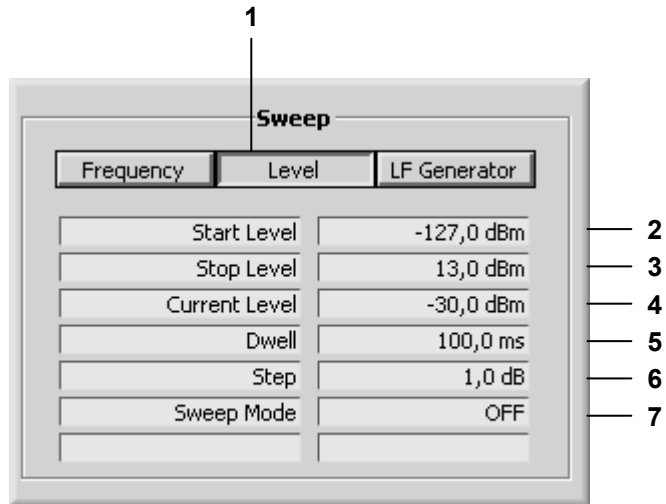 1
Sweep
Frequency Level LF Generator
Start Level -127,0 dBm 2
Stop Level 13,0 dBm 3
Current Level -30,0 dBm 4
Dwell 100,0 ms 5
Step 1,0 dB 6
Sweep Mode OFF 7